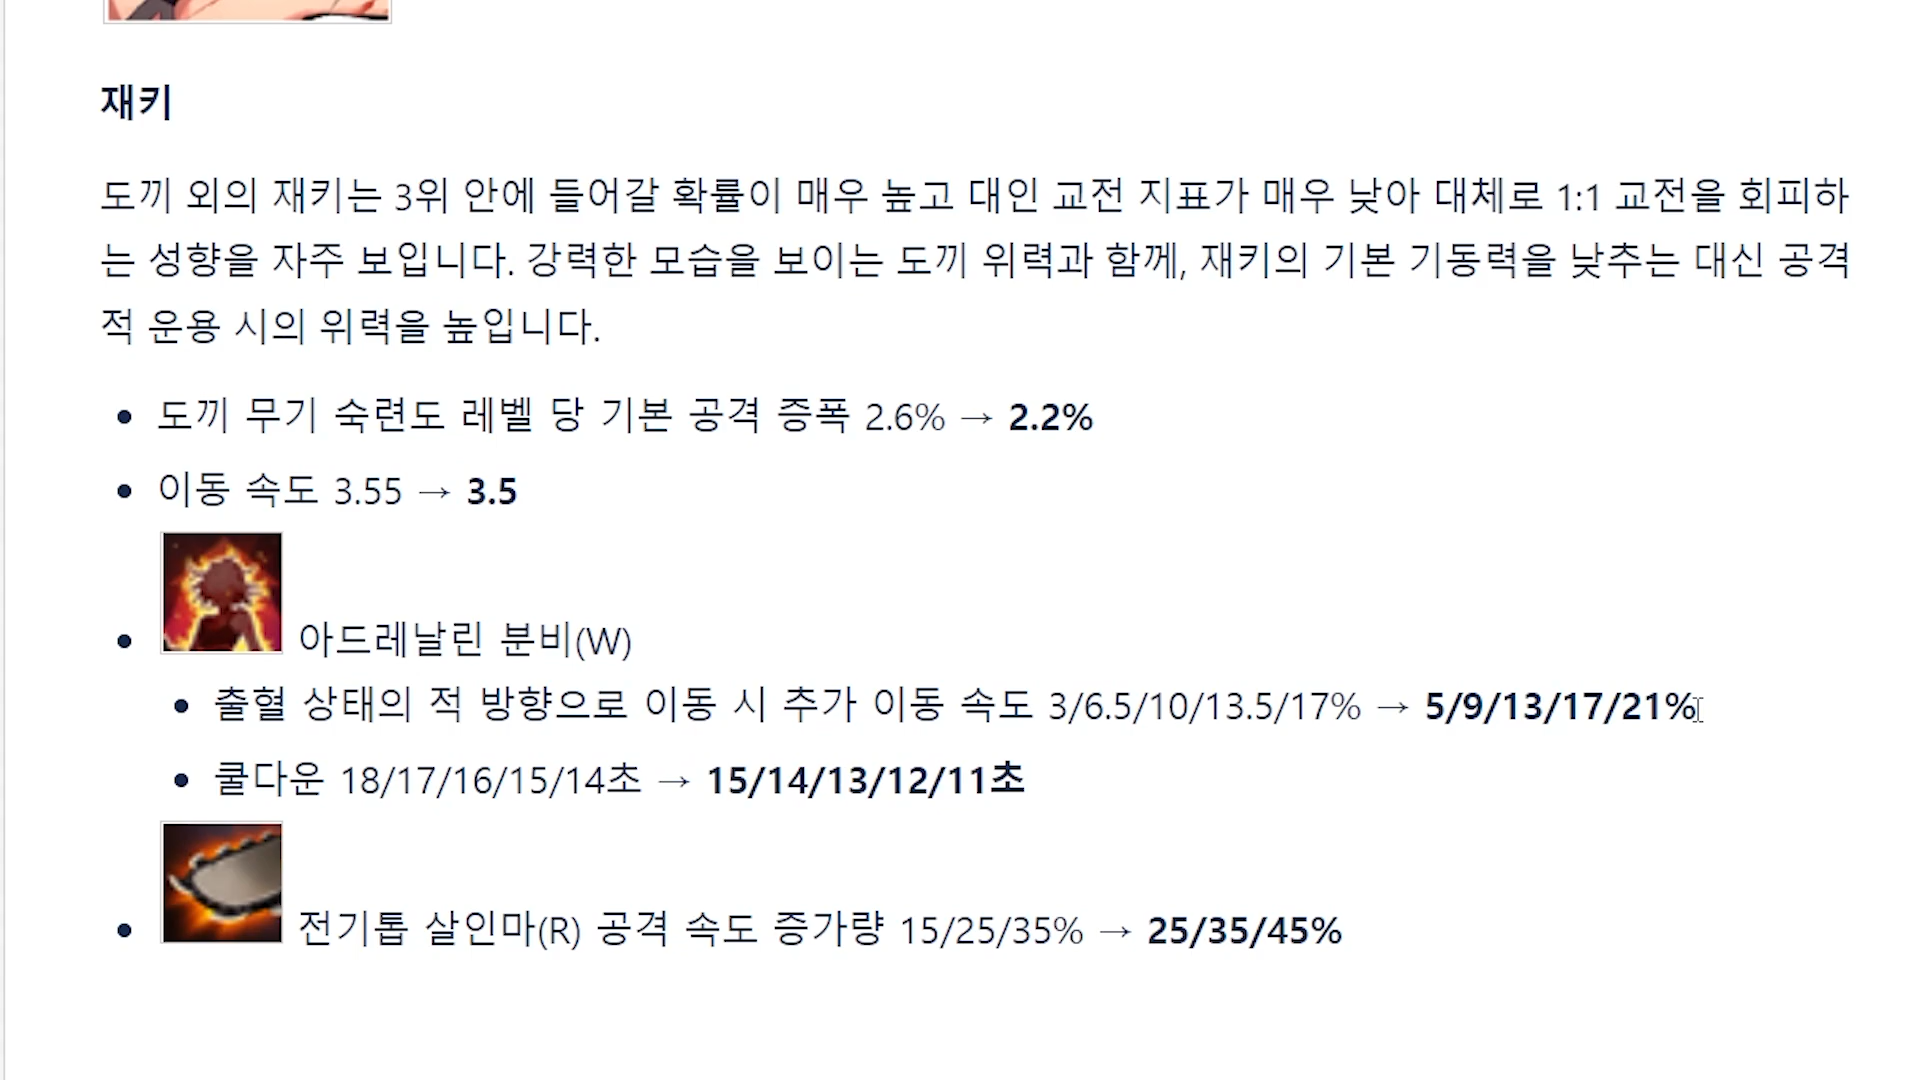 재키
도끼 외의 재키는 3위 안에 들어갈 확률이 매우 높고 대인 교전 지표가 매우 낮아 대체로 1:1 교전을 회피하
는 성향을 자주 보입니다. 강력한 모습을 보이는 도끼 위력과 함께, 재키의 기본 기동력을 낮추는 대신 공격
적 운용 시의 위력을 높입니다.
도끼 무기 숙련도 레벨 당 기본 공격 증폭 2.6% → 2.2%
이동 속도 3.55 → 3.5
아드레날린 분비(W)
출혈 상태의 적 방향으로 이동 시 추가 이동 속도 3/6.5/10/13.5/17% → 5/9/13/17/21%
쿨다운 18/17/16/15/14초 → 15/14/13/12/11초
전기톱 살인마(R) 공격 속도 증가량 15/25/35% → 25/35/45%